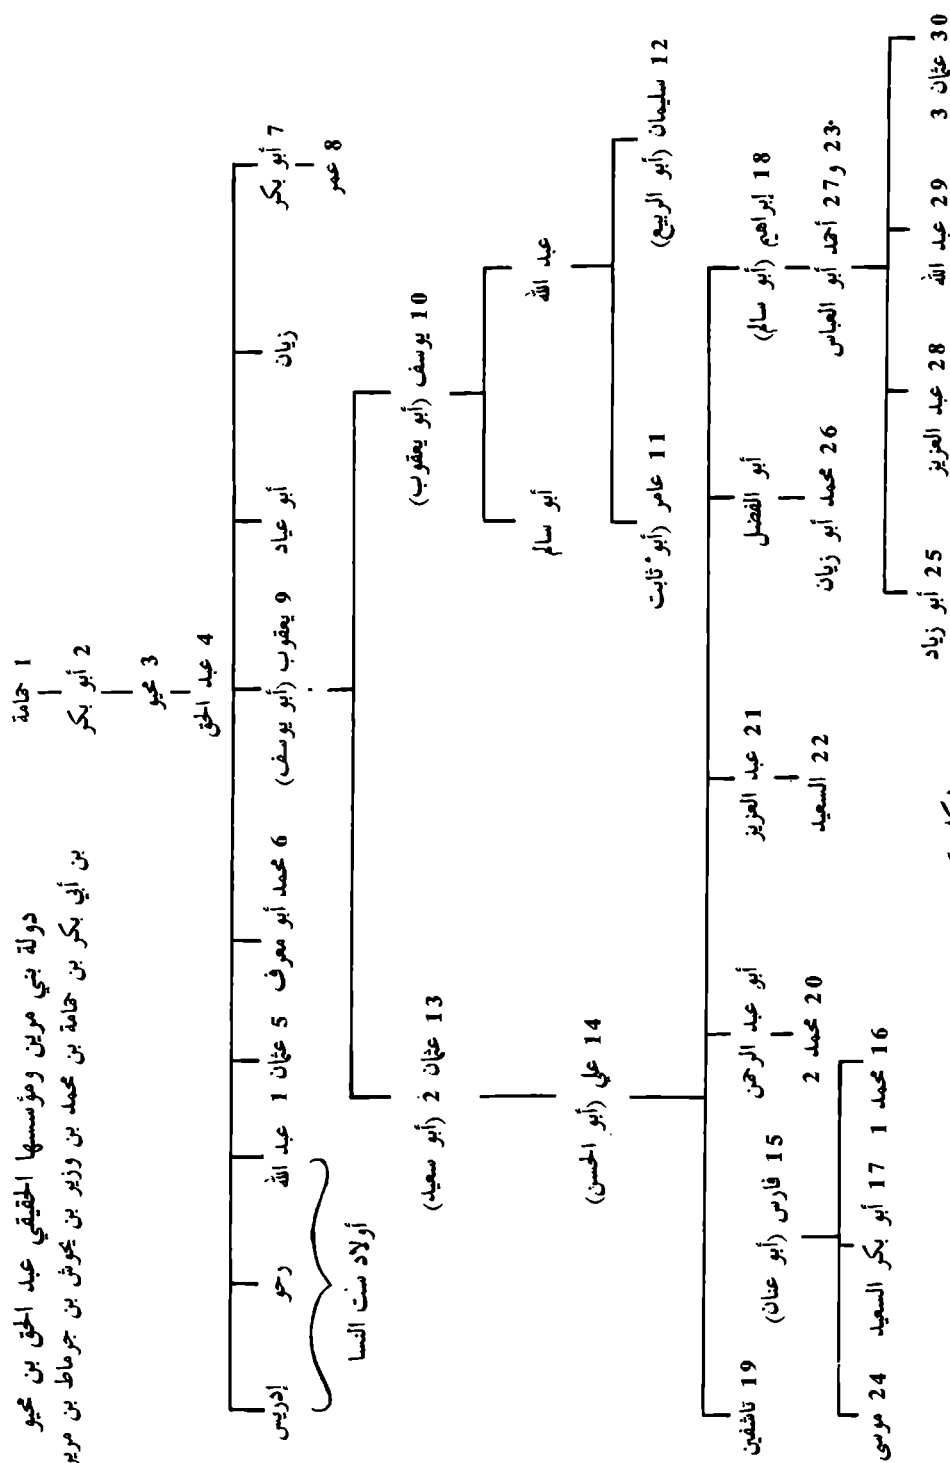 دولة بني مرين ومؤسسها الحقيقي عبد الحق بن محيو
بن أبي بكر بن حمامة بن محمد بن وزير بن يحوش بن جرماط بن مرين
حمامة 1
أبو بكر 2
محيو 3
عبد الحق 4
أبو بكر 7
عمر 8
زيان
أبو عياد
يعقوب 9 (أبو يوسف)
محمد أبو معرف 6
عثمان 1 5
عبد الله
رحو
إدريس
أولاد سنت النسا
يوسف 10 (أبو يعقوب)
عثمان 2 13 (أبو سعيد)
عبد الله
أبو سالم
سليمان 12 (أبو الربيع)
عامر 11 (أبو ثابت
علي 14 (أبو الحسن)
إبراهيم 18 (أبو سالم)
أحمد أبو العباس 27 و 23
أبو الفضل
محمد أبو زيان 26
عبد العزيز 21
السعيد 22
أبو عبد الرحمن
محمد 2 20
فارس 15 (أبو عنان)
تاشفين 19
عثمان 3 30
عبد الله 29
عبد العزيز 28
أبو زياد 25
محمد 1 16
أبو بكر السعيد 17
موسى 24